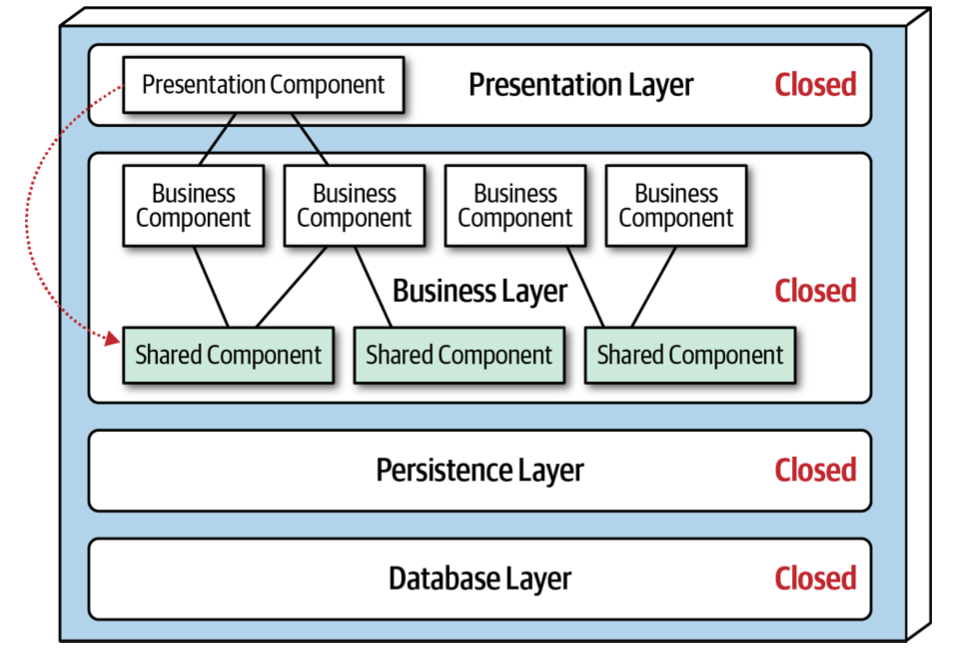 Presentation Component
Presentation Layer
Closed
Business
Component
Business
Component
Business
Component
Business
Component
Business Layer
Closed
Shared Component
Shared Component
Shared Component
Persistence Layer
Closed
Database Layer
Closed